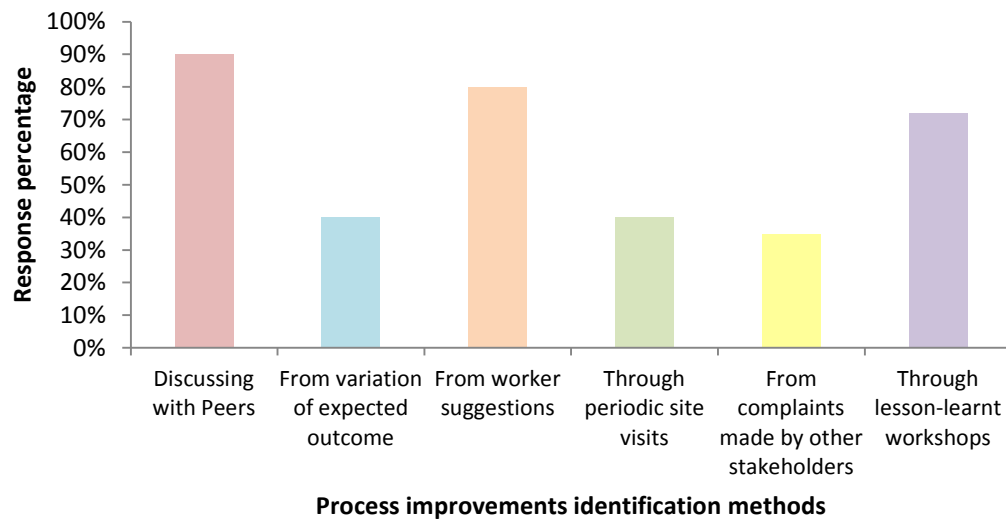 100%
90%
80%
70%
60%
50%
40%
30%
20%
10%
0%
Response percentage
Discussing
with Peers
From variation
of expected
outcome
From worker
suggestions
Through
periodic site
visits
From
complaints
made by other
stakeholders
Through
lesson-learnt
workshops
Process improvements identification methods